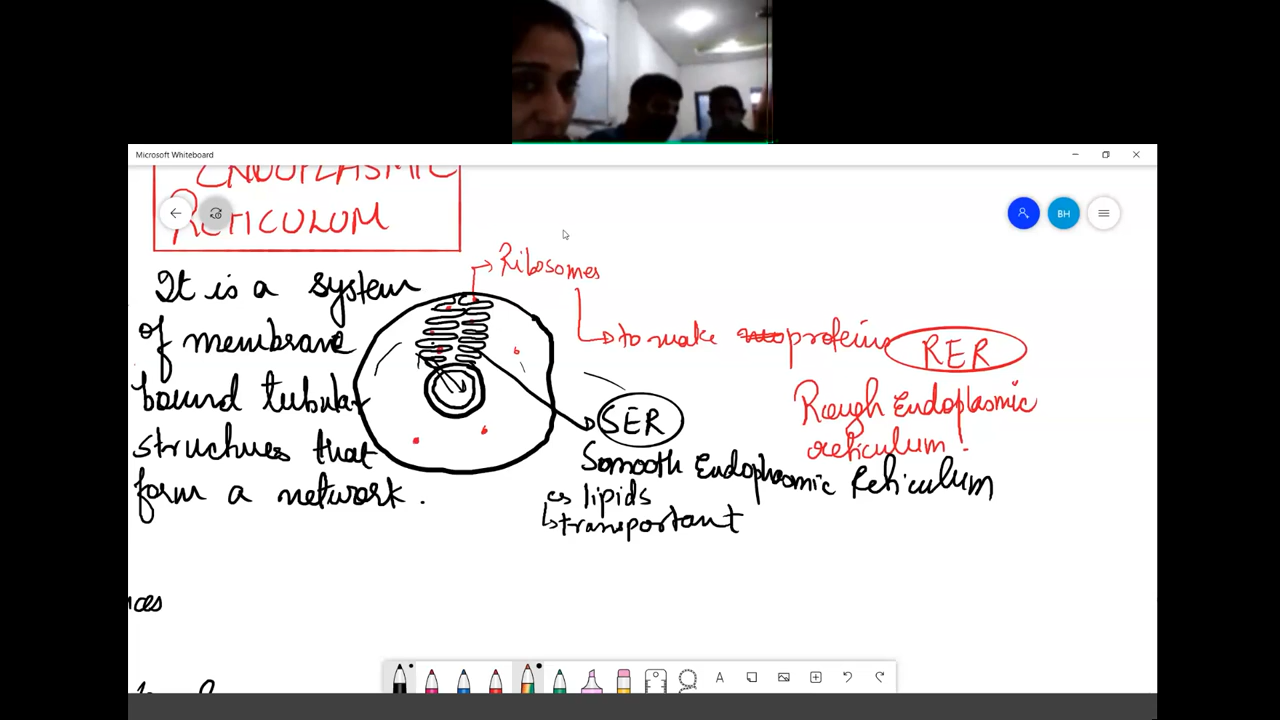 Microsoft Whiteboard
ENDOPLASMIC
RETICULUM
BH
It is a system
of membrane
bound tubular
structures that
form a network.
Ribosomes
to make proteins
RER
Rough Endoplasmic
reticulum!
SER
Smooth Endoplasmic Reticulum
lipids
transportant
A